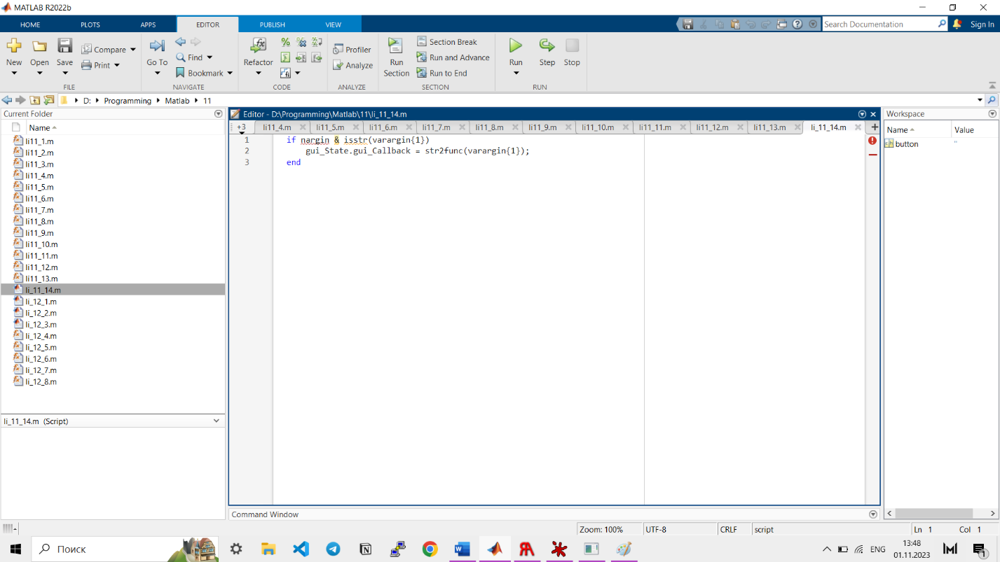 MATLAB R2022b
HOME PLOTS APPS EDITOR PUBLISH VIEW Search Documentation Sign In
New Open Save Compare Print FILE
Go To Find Bookmark NAVIGATE
Refactor CODE
Profiler Analyze ANALYZE
Run Section Section Break Run and Advance Run to End SECTION
Run Step Stop RUN
D: Programming Matlab 11
Current Folder
Name
li11_1.m
li11_2.m
li11_3.m
li11_4.m
li11_5.m
li11_6.m
li11_7.m
li11_8.m
li11_9.m
li11_10.m
li11_11.m
li11_12.m
li11_13.m
li_11_14.m
li_12_1.m
li_12_2.m
li_12_3.m
li_12_4.m
li_12_5.m
li_12_6.m
li_12_7.m
li_12_8.m
li_11_14.m (Script)
Editor - D:\Programming\Matlab\11\li_11_14.m
+3 li11_4.m li11_5.m li11_6.m li11_7.m li11_8.m li11_9.m li11_10.m li11_11.m li11_12.m li11_13.m li_11_14.m
1 if nargin & isstr(varargin{1})
2 gui_State.gui_Callback = str2func(varargin{1});
3 end
Command Window
Workspace
Name Value
button ''
Zoom: 100% UTF-8 CRLF script Ln 1 Col 1
Поиск
ENG
13:48
01.11.2023
1